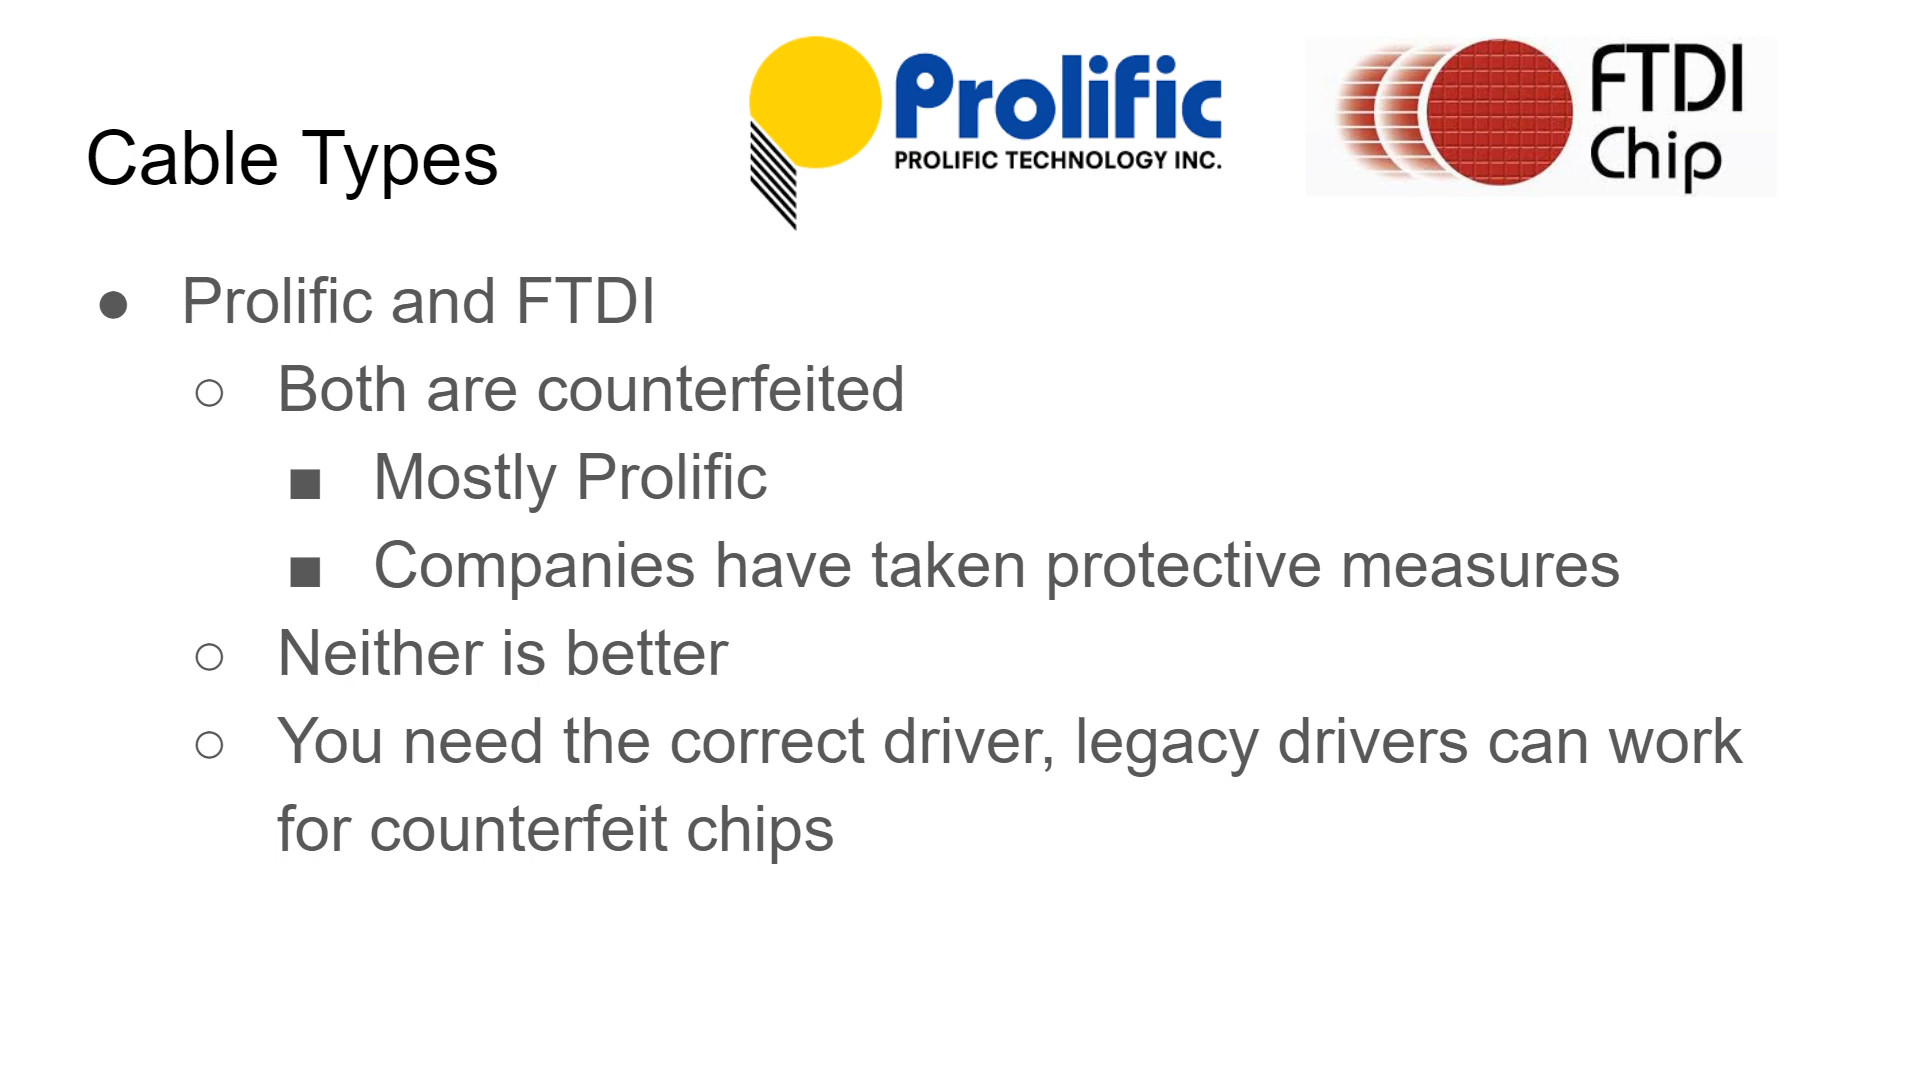 Prolific
PROLIFIC TECHNOLOGY INC.
FTDI
Chip
Cable Types
● Prolific and FTDI
○ Both are counterfeited
■ Mostly Prolific
■ Companies have taken protective measures
○ Neither is better
○ You need the correct driver, legacy drivers can work
for counterfeit chips